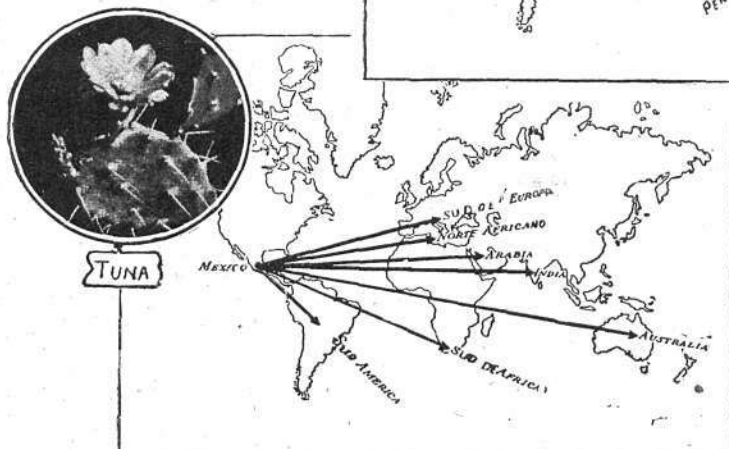 TUNA
MEXICO
SUD DE EUROPA
NORTE AFRICANO
ARABIA
INDIA
AUSTRALIA
SUD DE AFRICA
SUD AMERICA